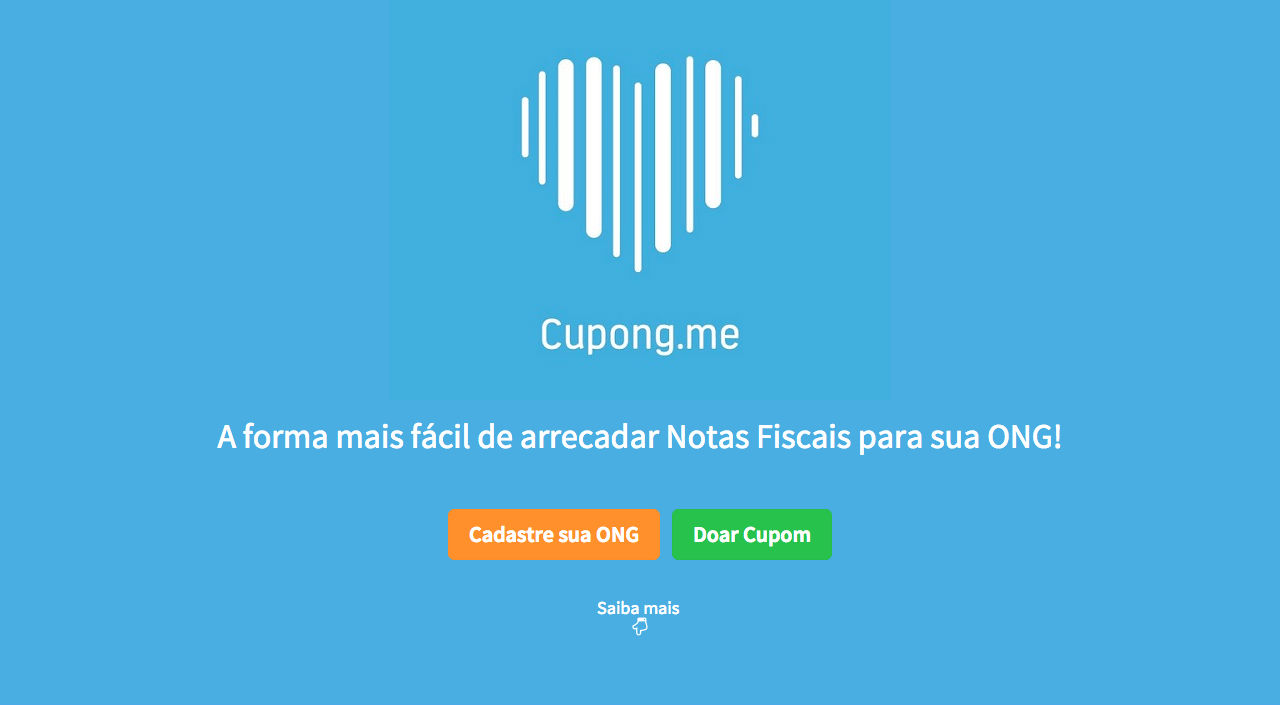 Cupong.me
A forma mais fácil de arrecadar Notas Fiscais para sua ONG!
Cadastre sua ONG
Doar Cupom
Saiba mais